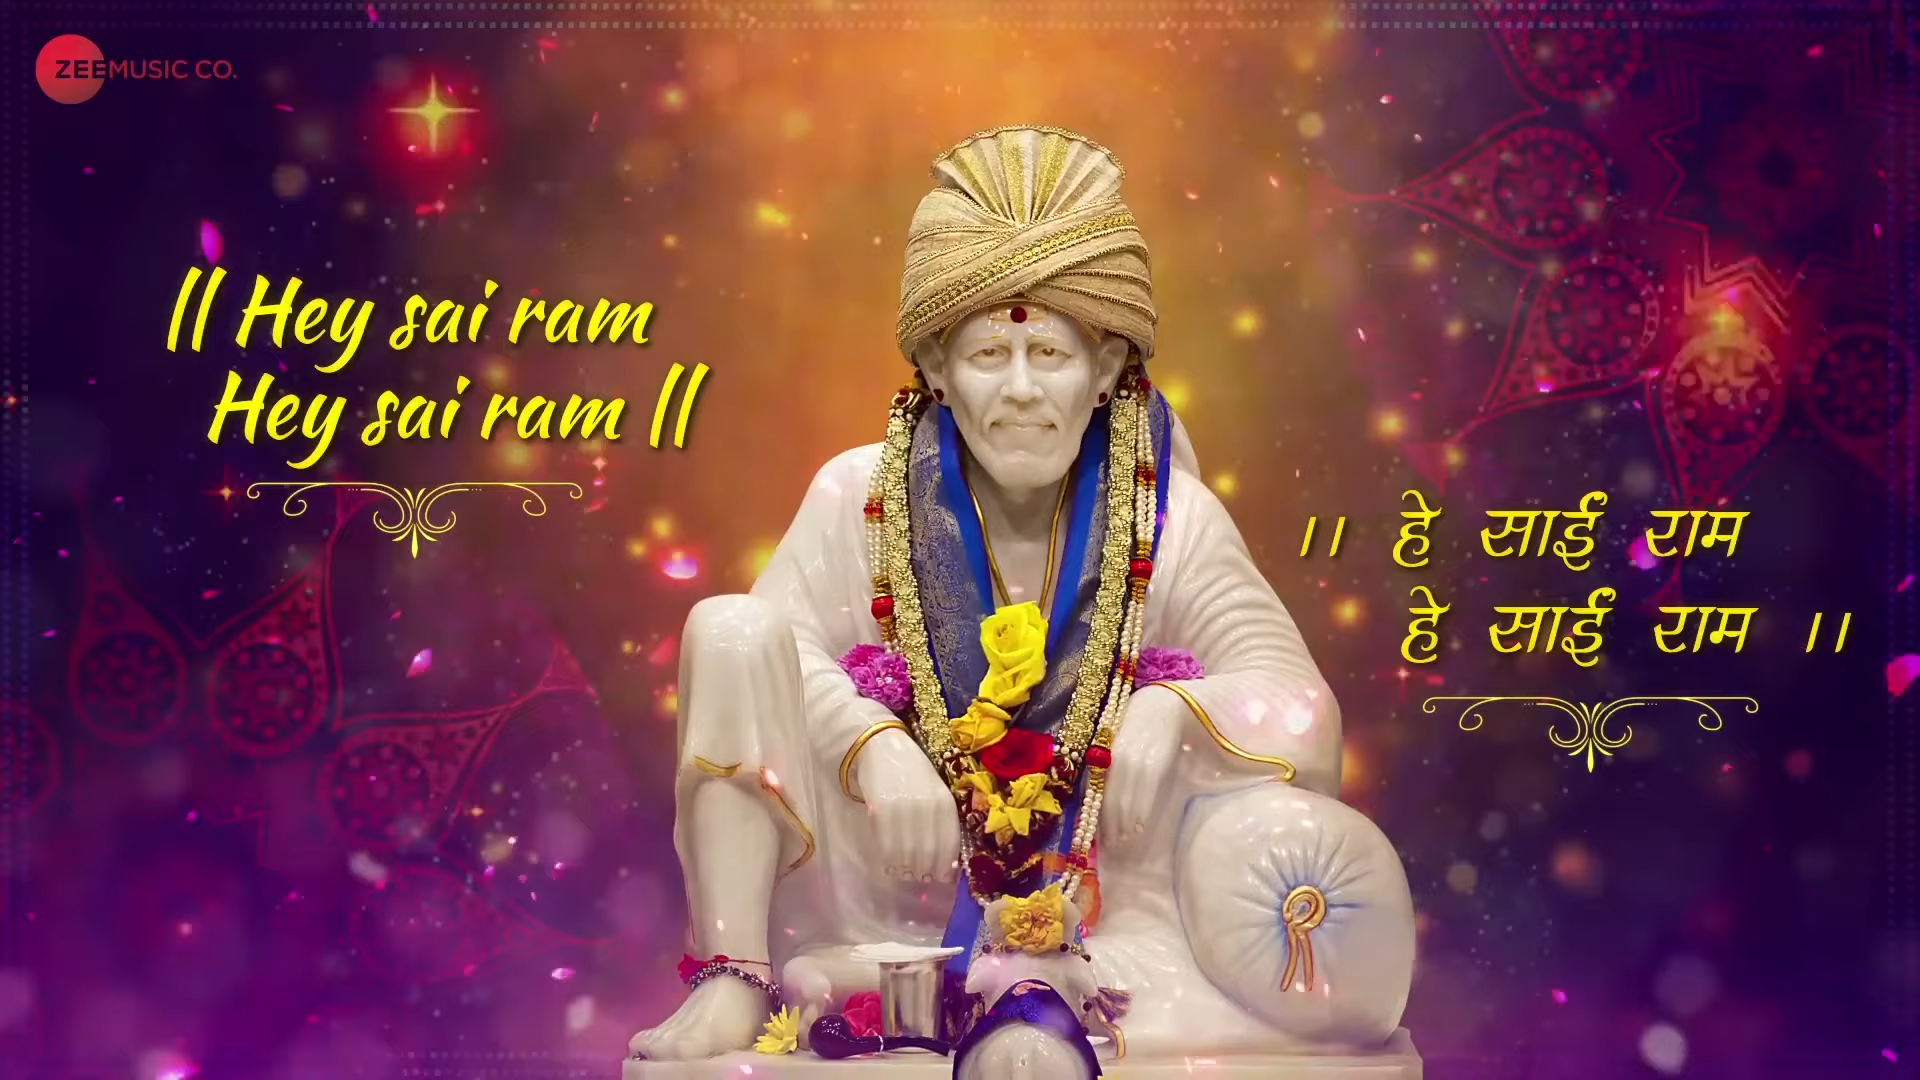 ZEEMUSIC CO.
|| Hey sai ram
Hey sai ram ||
।। हे साईं राम
हे साईं राम ।।